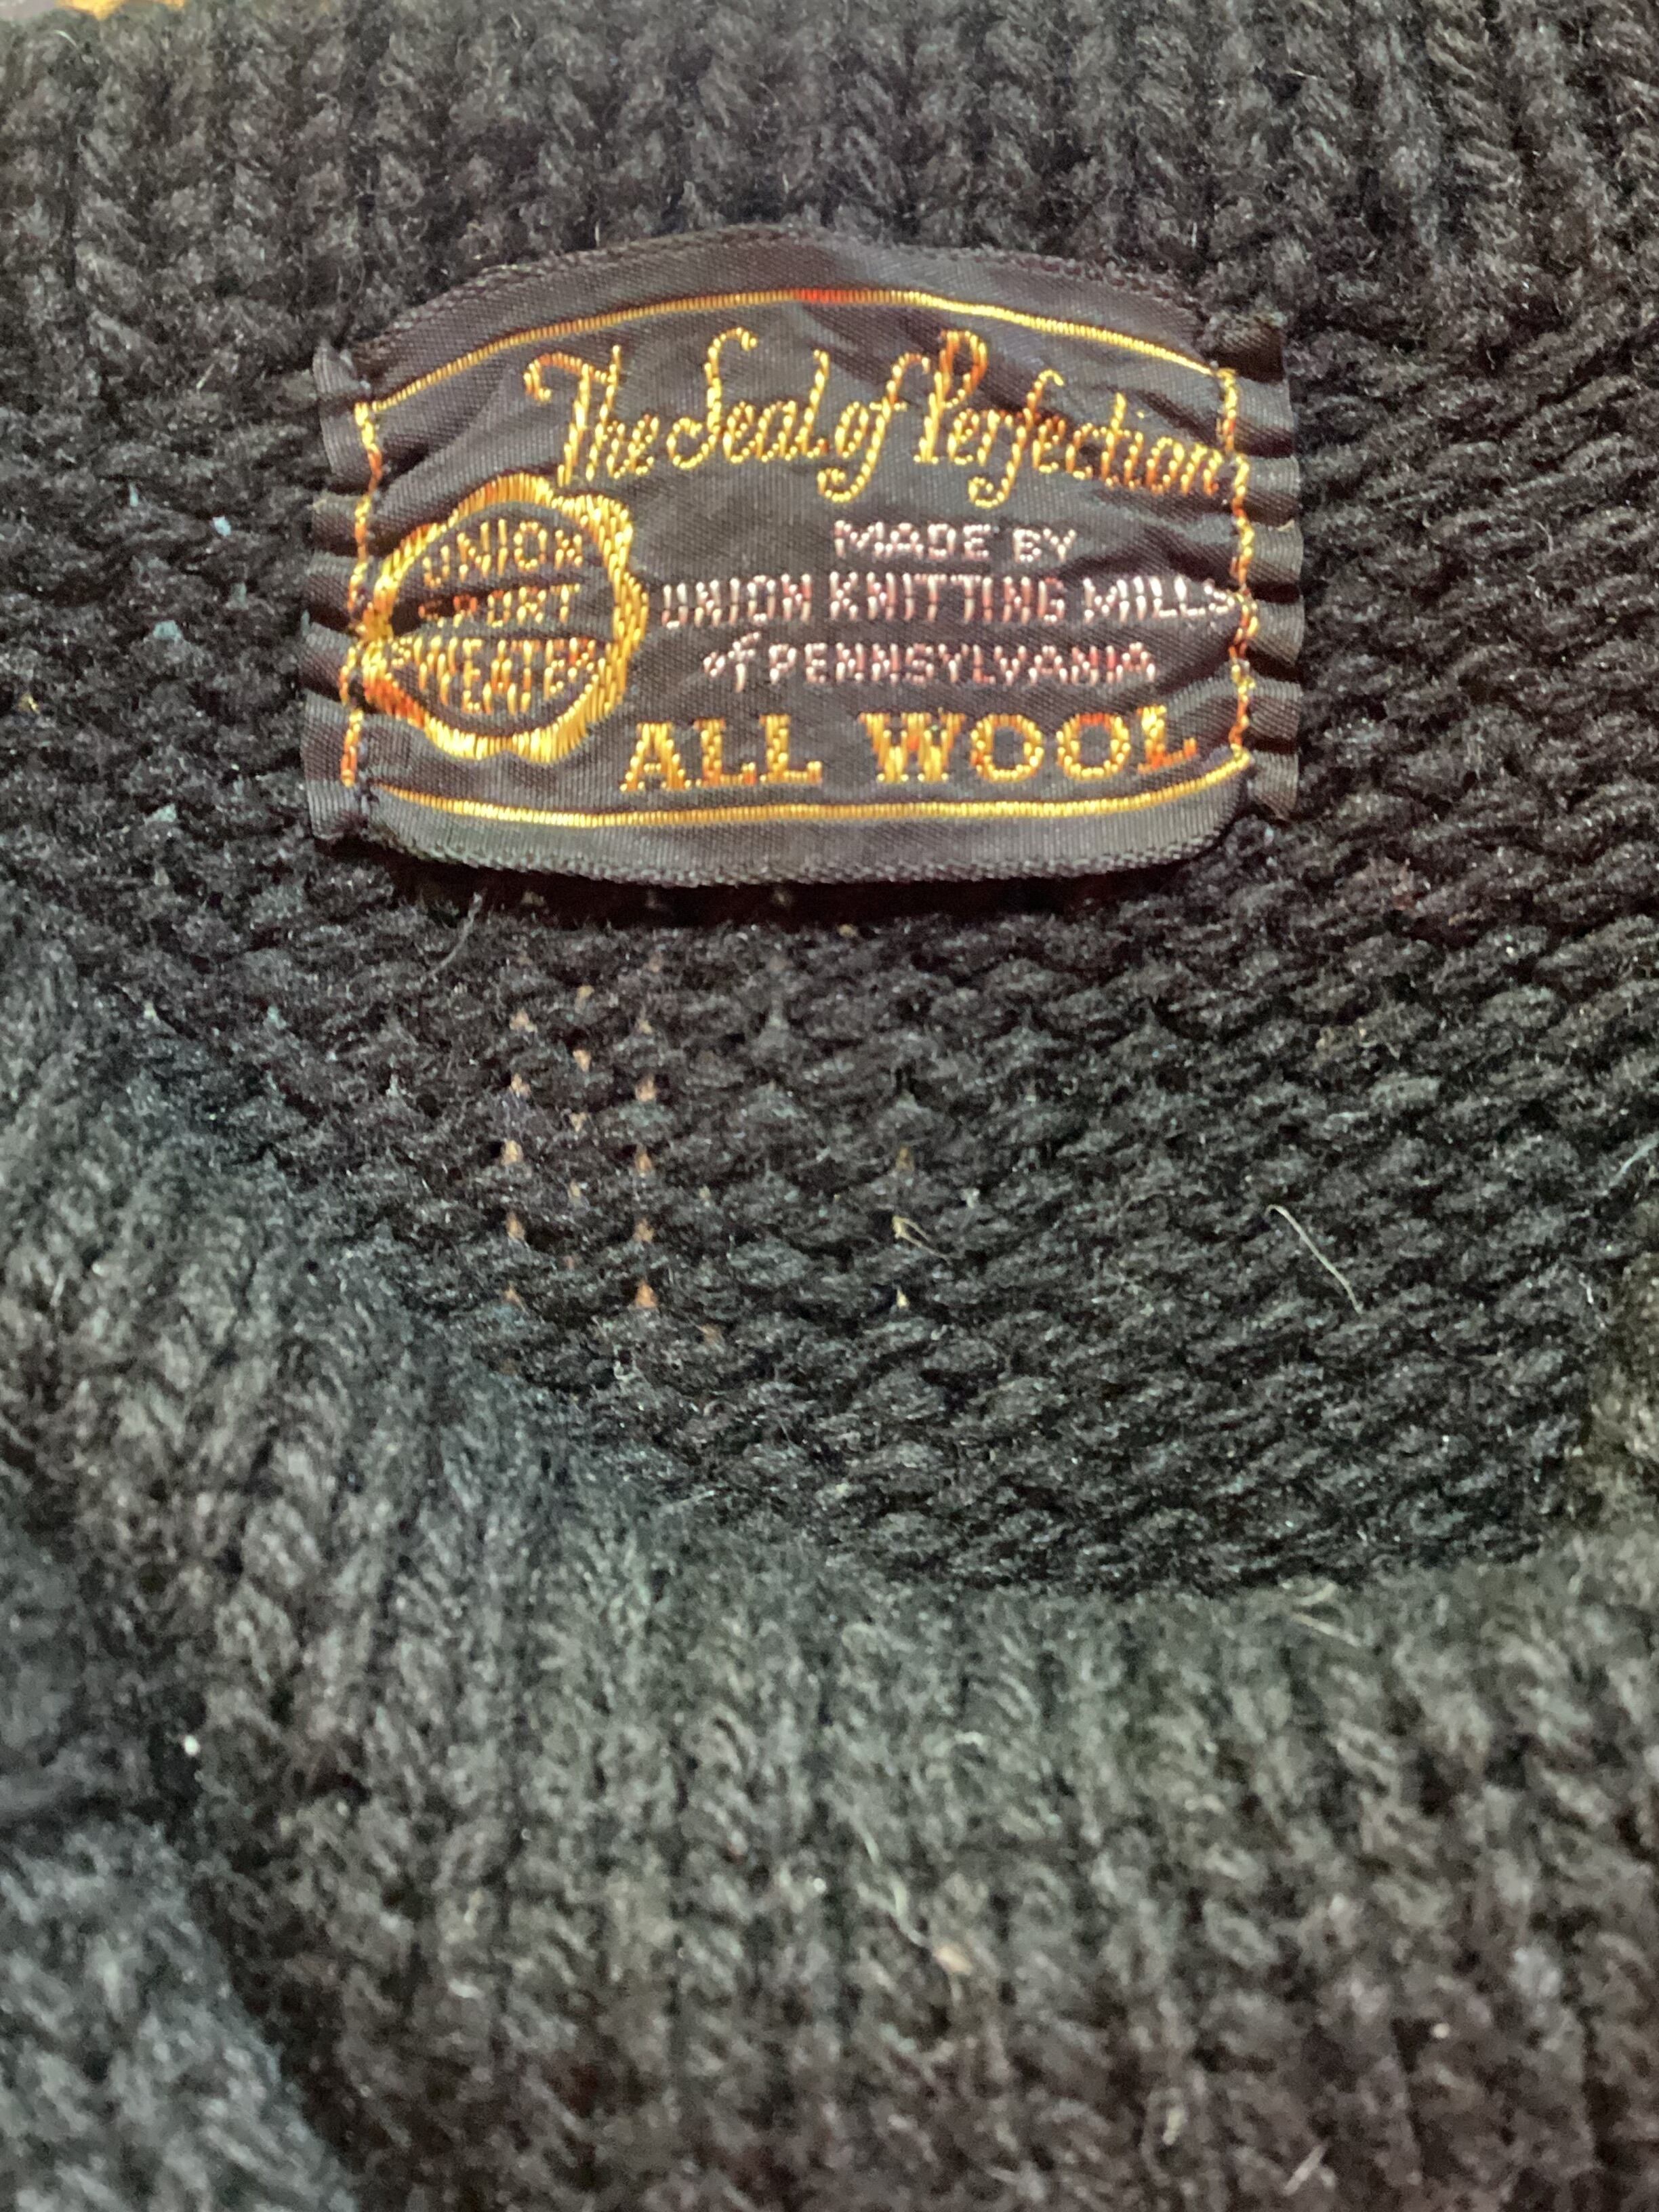 The Seal of Perfection
UNION
SPORT
SWEATER
MADE BY
UNION KNITTING MILLS
of PENNSYLVANIA
ALL WOOL